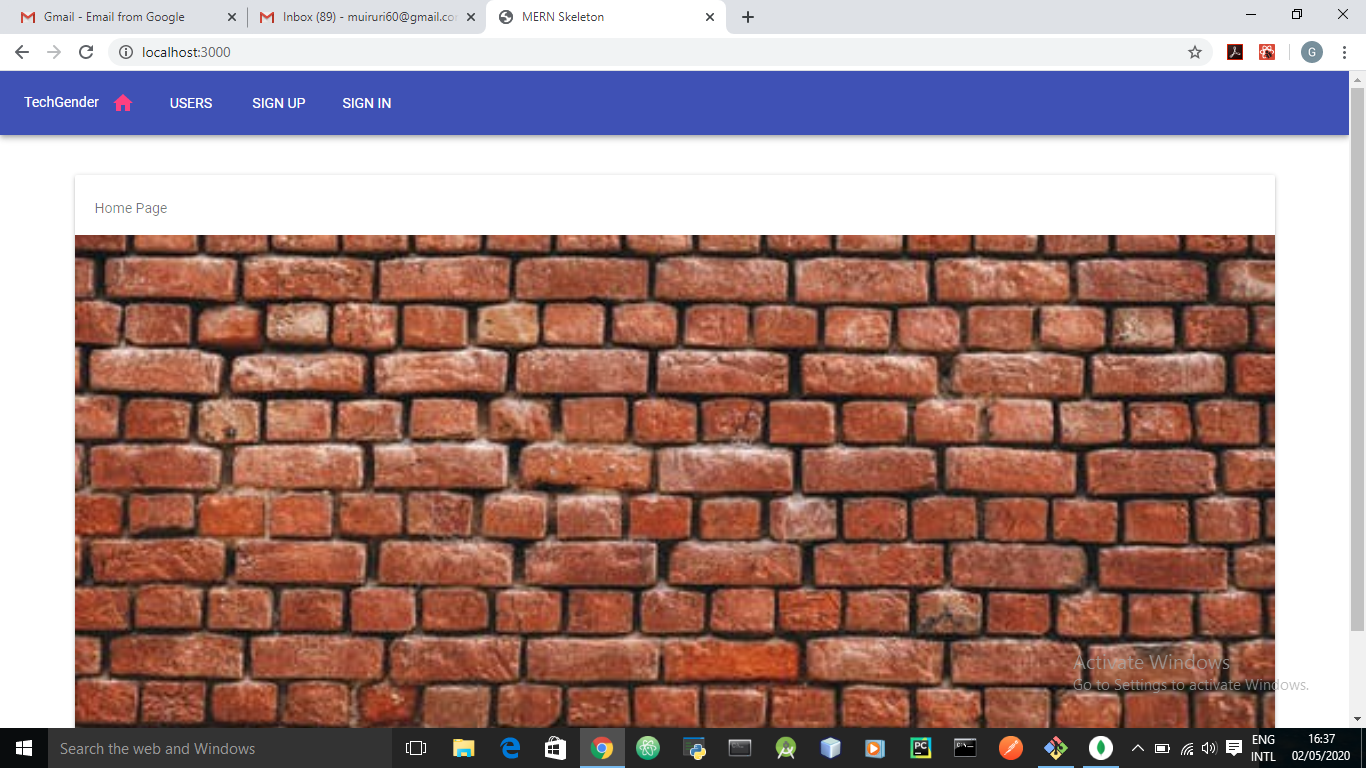 Gmail - Email from Google
Inbox (89) - muiruri60@gmail.co
MERN Skeleton
localhost:3000
G
TechGender
USERS
SIGN UP
SIGN IN
Home Page
Activate Windows
Go to Settings to activate Windows.
Search the web and Windows
ENG
INTL
16:37
02/05/2020